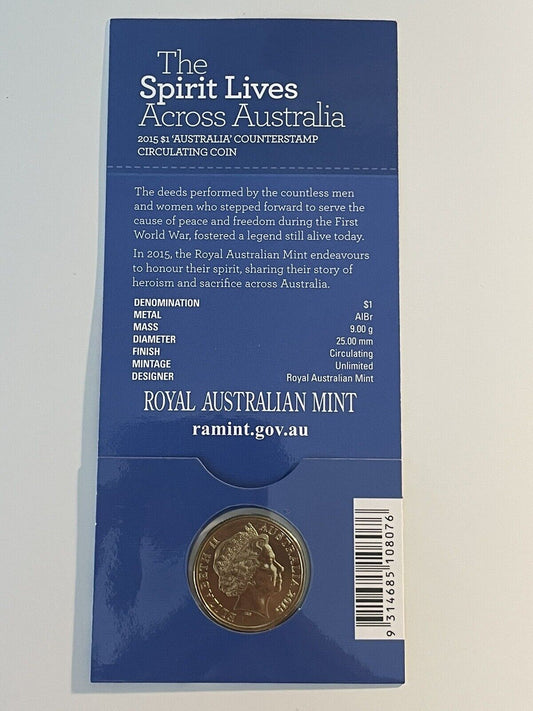 The
Spirit Lives
Across Australia
2015 $1 'AUSTRALIA' COUNTERSTAMP
CIRCULATING COIN
The deeds performed by the countless men
and women who stepped forward to serve the
cause of peace and freedom during the First
World War, fostered a legend still alive today.
In 2015, the Royal Australian Mint endeavours
to honour their spirit, sharing their story of
heroism and sacrifice across Australia.
DENOMINATION $1
METAL AlBr
MASS 9.00 g
DIAMETER 25.00 mm
FINISH Circulating
MINTAGE Unlimited
DESIGNER Royal Australian Mint
ROYAL AUSTRALIAN MINT
ramint.gov.au
ELIZABETH II AUSTRALIA 2015
9 314685 108076